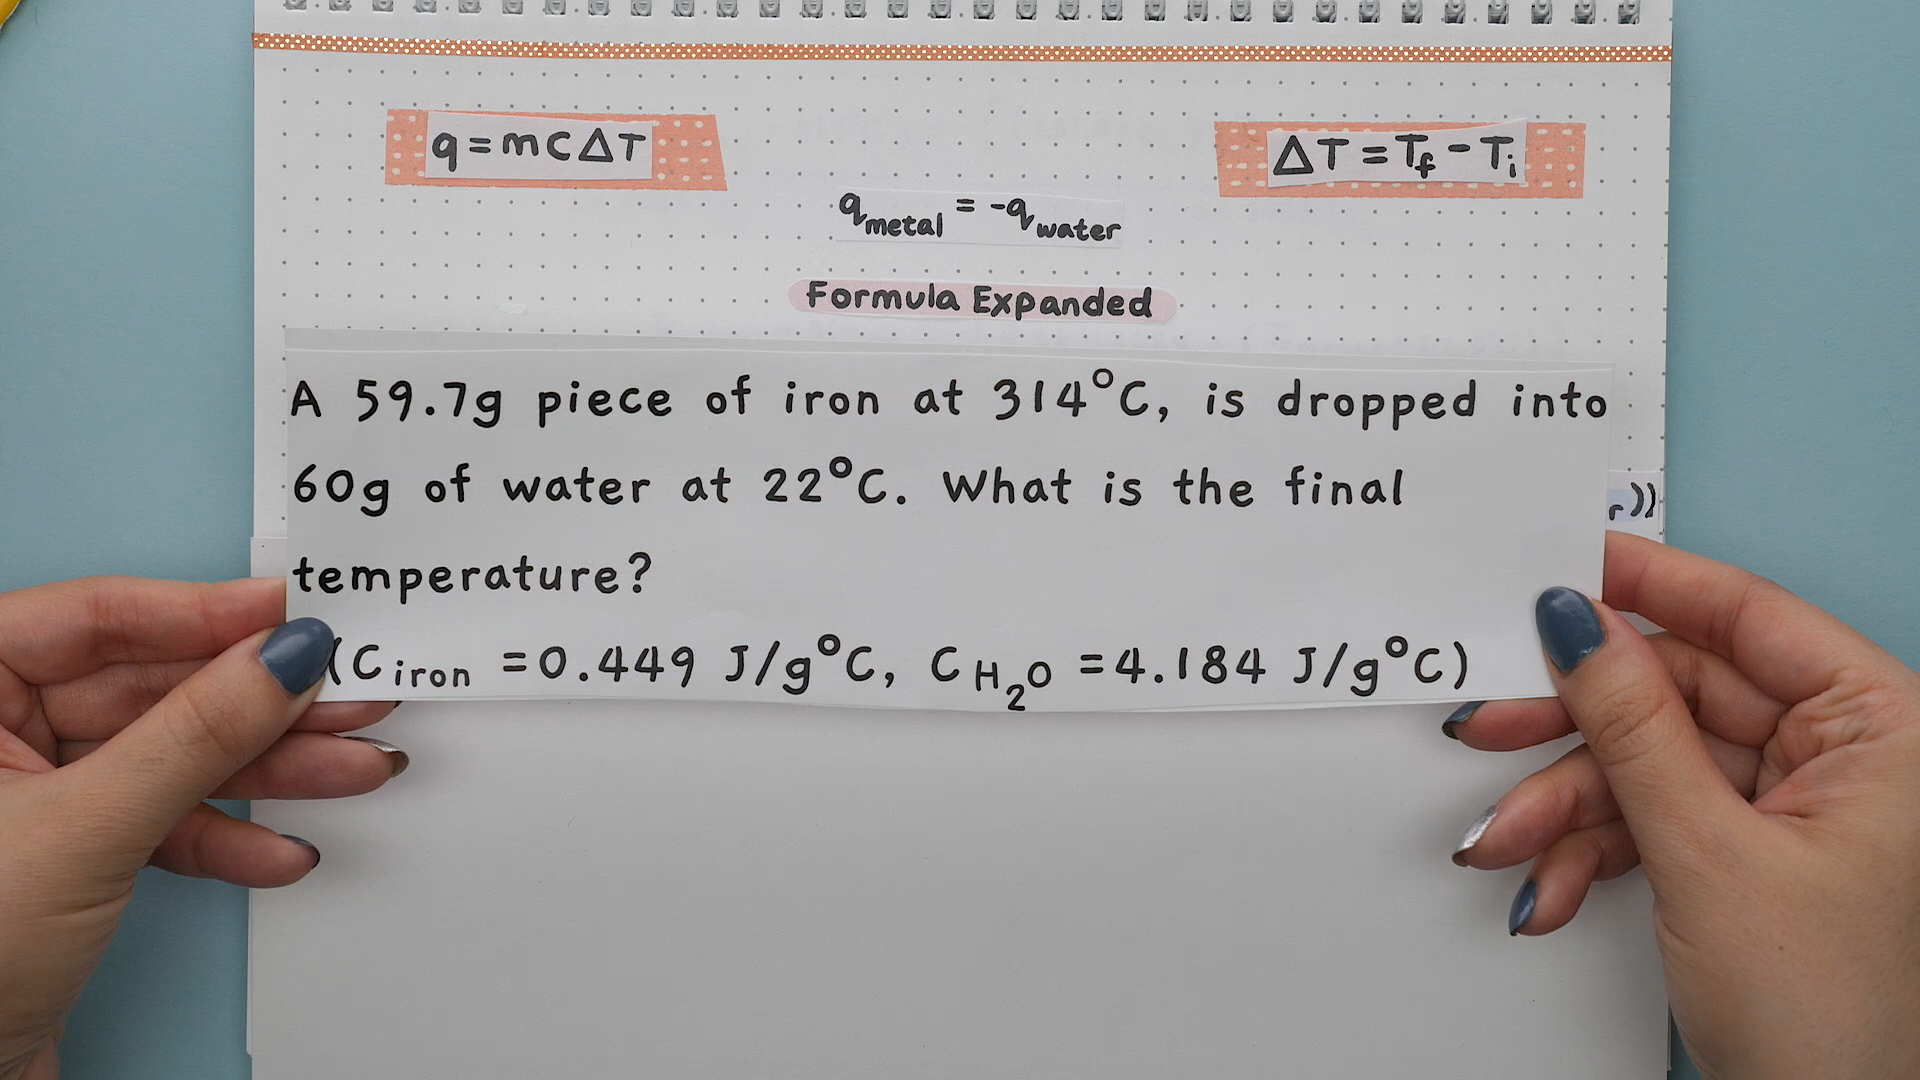 q = mCΔT
ΔT = Tf - Ti
qmetal = -qwater
Formula Expanded
A 59.7g piece of iron at 314°C, is dropped into
60g of water at 22°C. What is the final
r))
temperature?
(Ciron = 0.449 J/g°C, CH2O = 4.184 J/g°C)